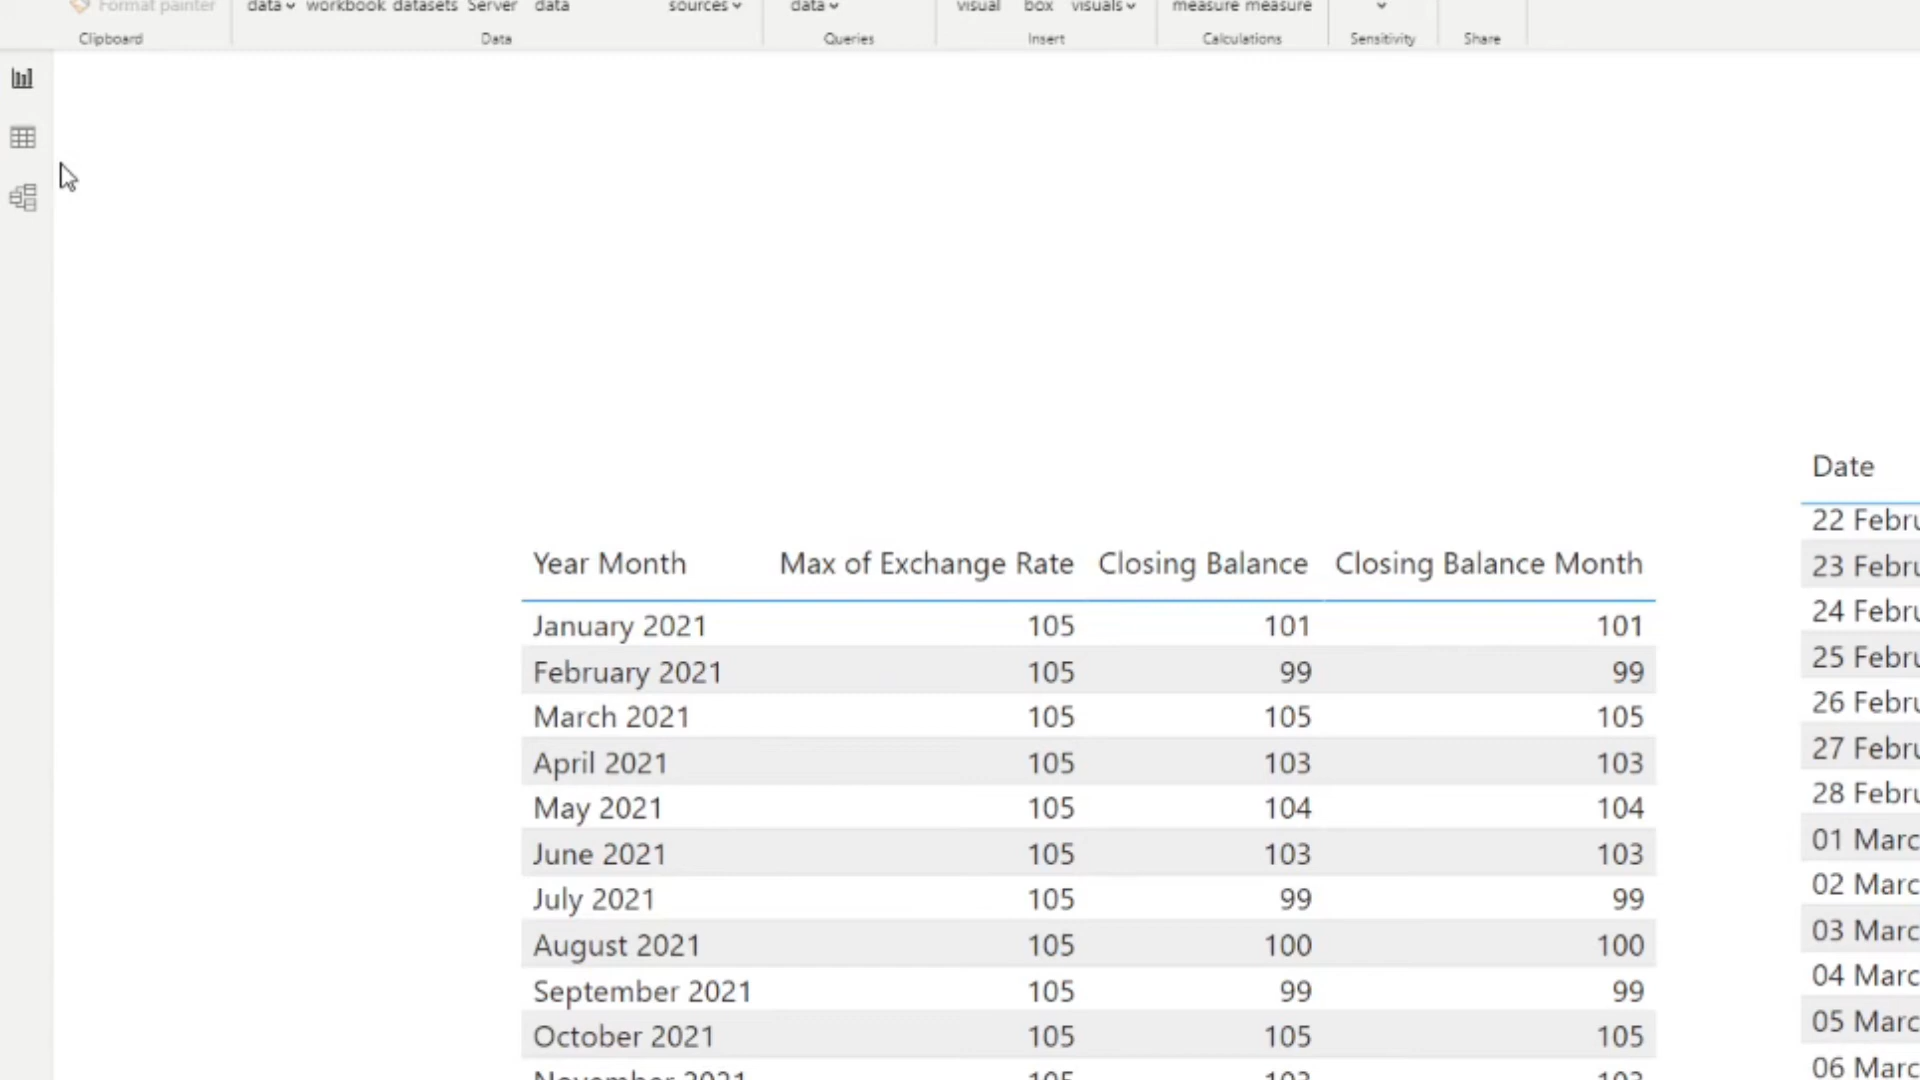 Format painter data workbook datasets Server data sources data visual box visuals measure measure
Clipboard Data Queries Insert Calculations Sensitivity Share
Year Month Max of Exchange Rate Closing Balance Closing Balance Month
January 2021 105 101 101
February 2021 105 99 99
March 2021 105 105 105
April 2021 105 103 103
May 2021 105 104 104
June 2021 105 103 103
July 2021 105 99 99
August 2021 105 100 100
September 2021 105 99 99
October 2021 105 105 105
November 2021 105 103 103
Date
22 Febru
23 Febru
24 Febru
25 Febru
26 Febru
27 Febru
28 Febru
01 Marc
02 Marc
03 Marc
04 Marc
05 Marc
06 Marc